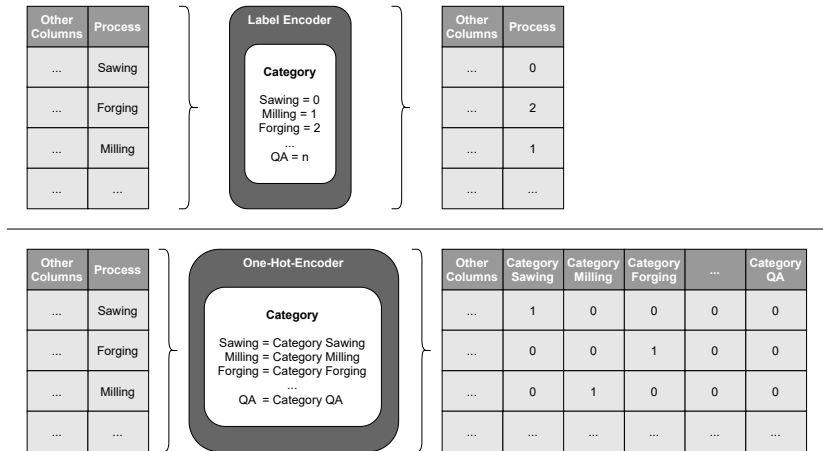 Other Columns Process
... Sawing
... Forging
... Milling
... ...
Label Encoder
Category
Sawing = 0
Milling = 1
Forging = 2
...
QA = n
Other Columns Process
... 0
... 2
... 1
... ...
Other Columns Process
... Sawing
... Forging
... Milling
... ...
One-Hot-Encoder
Category
Sawing = Category Sawing
Milling = Category Milling
Forging = Category Forging
...
QA = Category QA
Other Columns Category Sawing Category Milling Category Forging ... Category QA
... 1 0 0 0 0
... 0 0 1 0 0
... 0 1 0 0 0
... ... ... ... ... ...